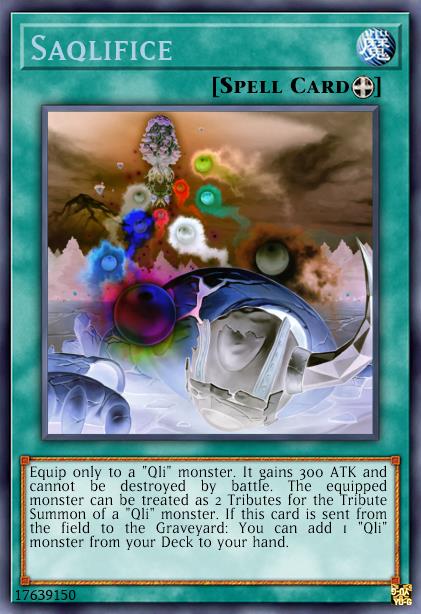 Saqlifice
[Spell Card]
Equip only to a "Qli" monster. It gains 300 ATK and
cannot be destroyed by battle. The equipped
monster can be treated as 2 Tributes for the Tribute
Summon of a "Qli" monster. If this card is sent from
the field to the Graveyard: You can add 1 "Qli"
monster from your Deck to your hand.
17639150